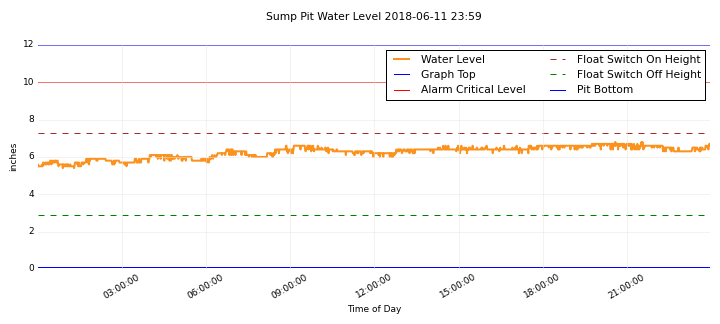 Sump Pit Water Level 2018-06-11 23:59
12
10
8
6
4
2
0
inches
Water Level
Graph Top
Alarm Critical Level
Float Switch On Height
Float Switch Off Height
Pit Bottom
03:00:00
06:00:00
09:00:00
12:00:00
15:00:00
18:00:00
21:00:00
Time of Day